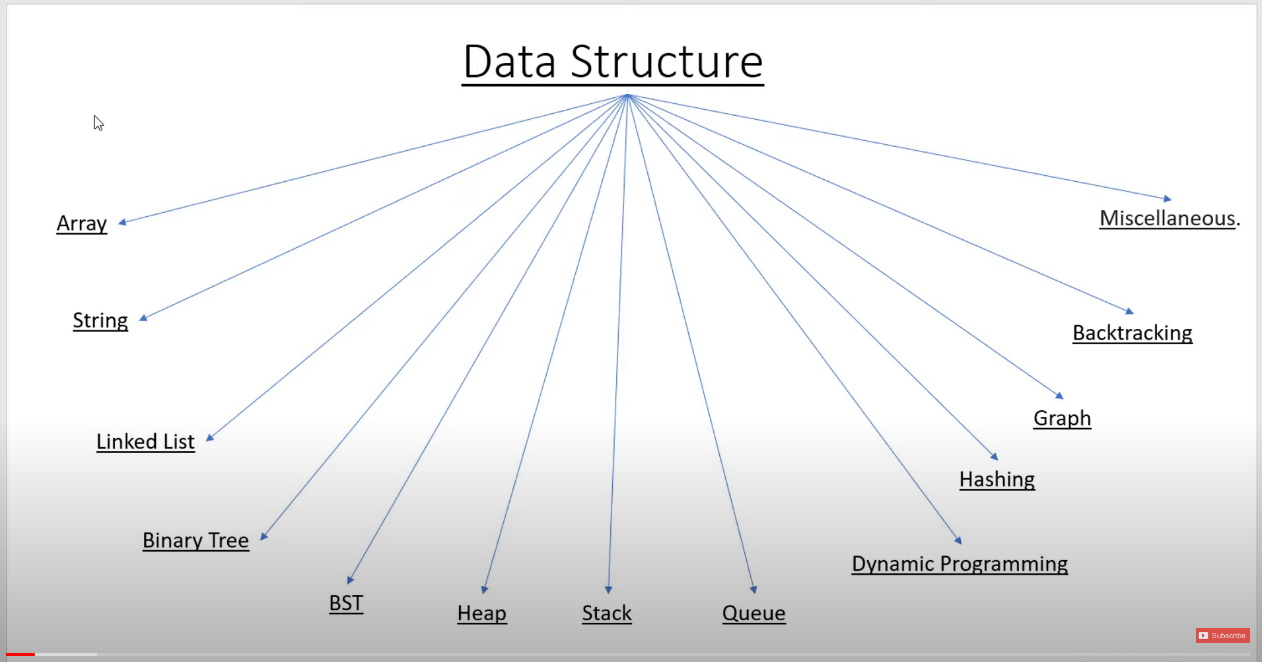 Data Structure
Array
Miscellaneous.
String
Backtracking
Graph
Linked List
Hashing
Binary Tree
Dynamic Programming
BST
Heap
Stack
Queue
Subscribe